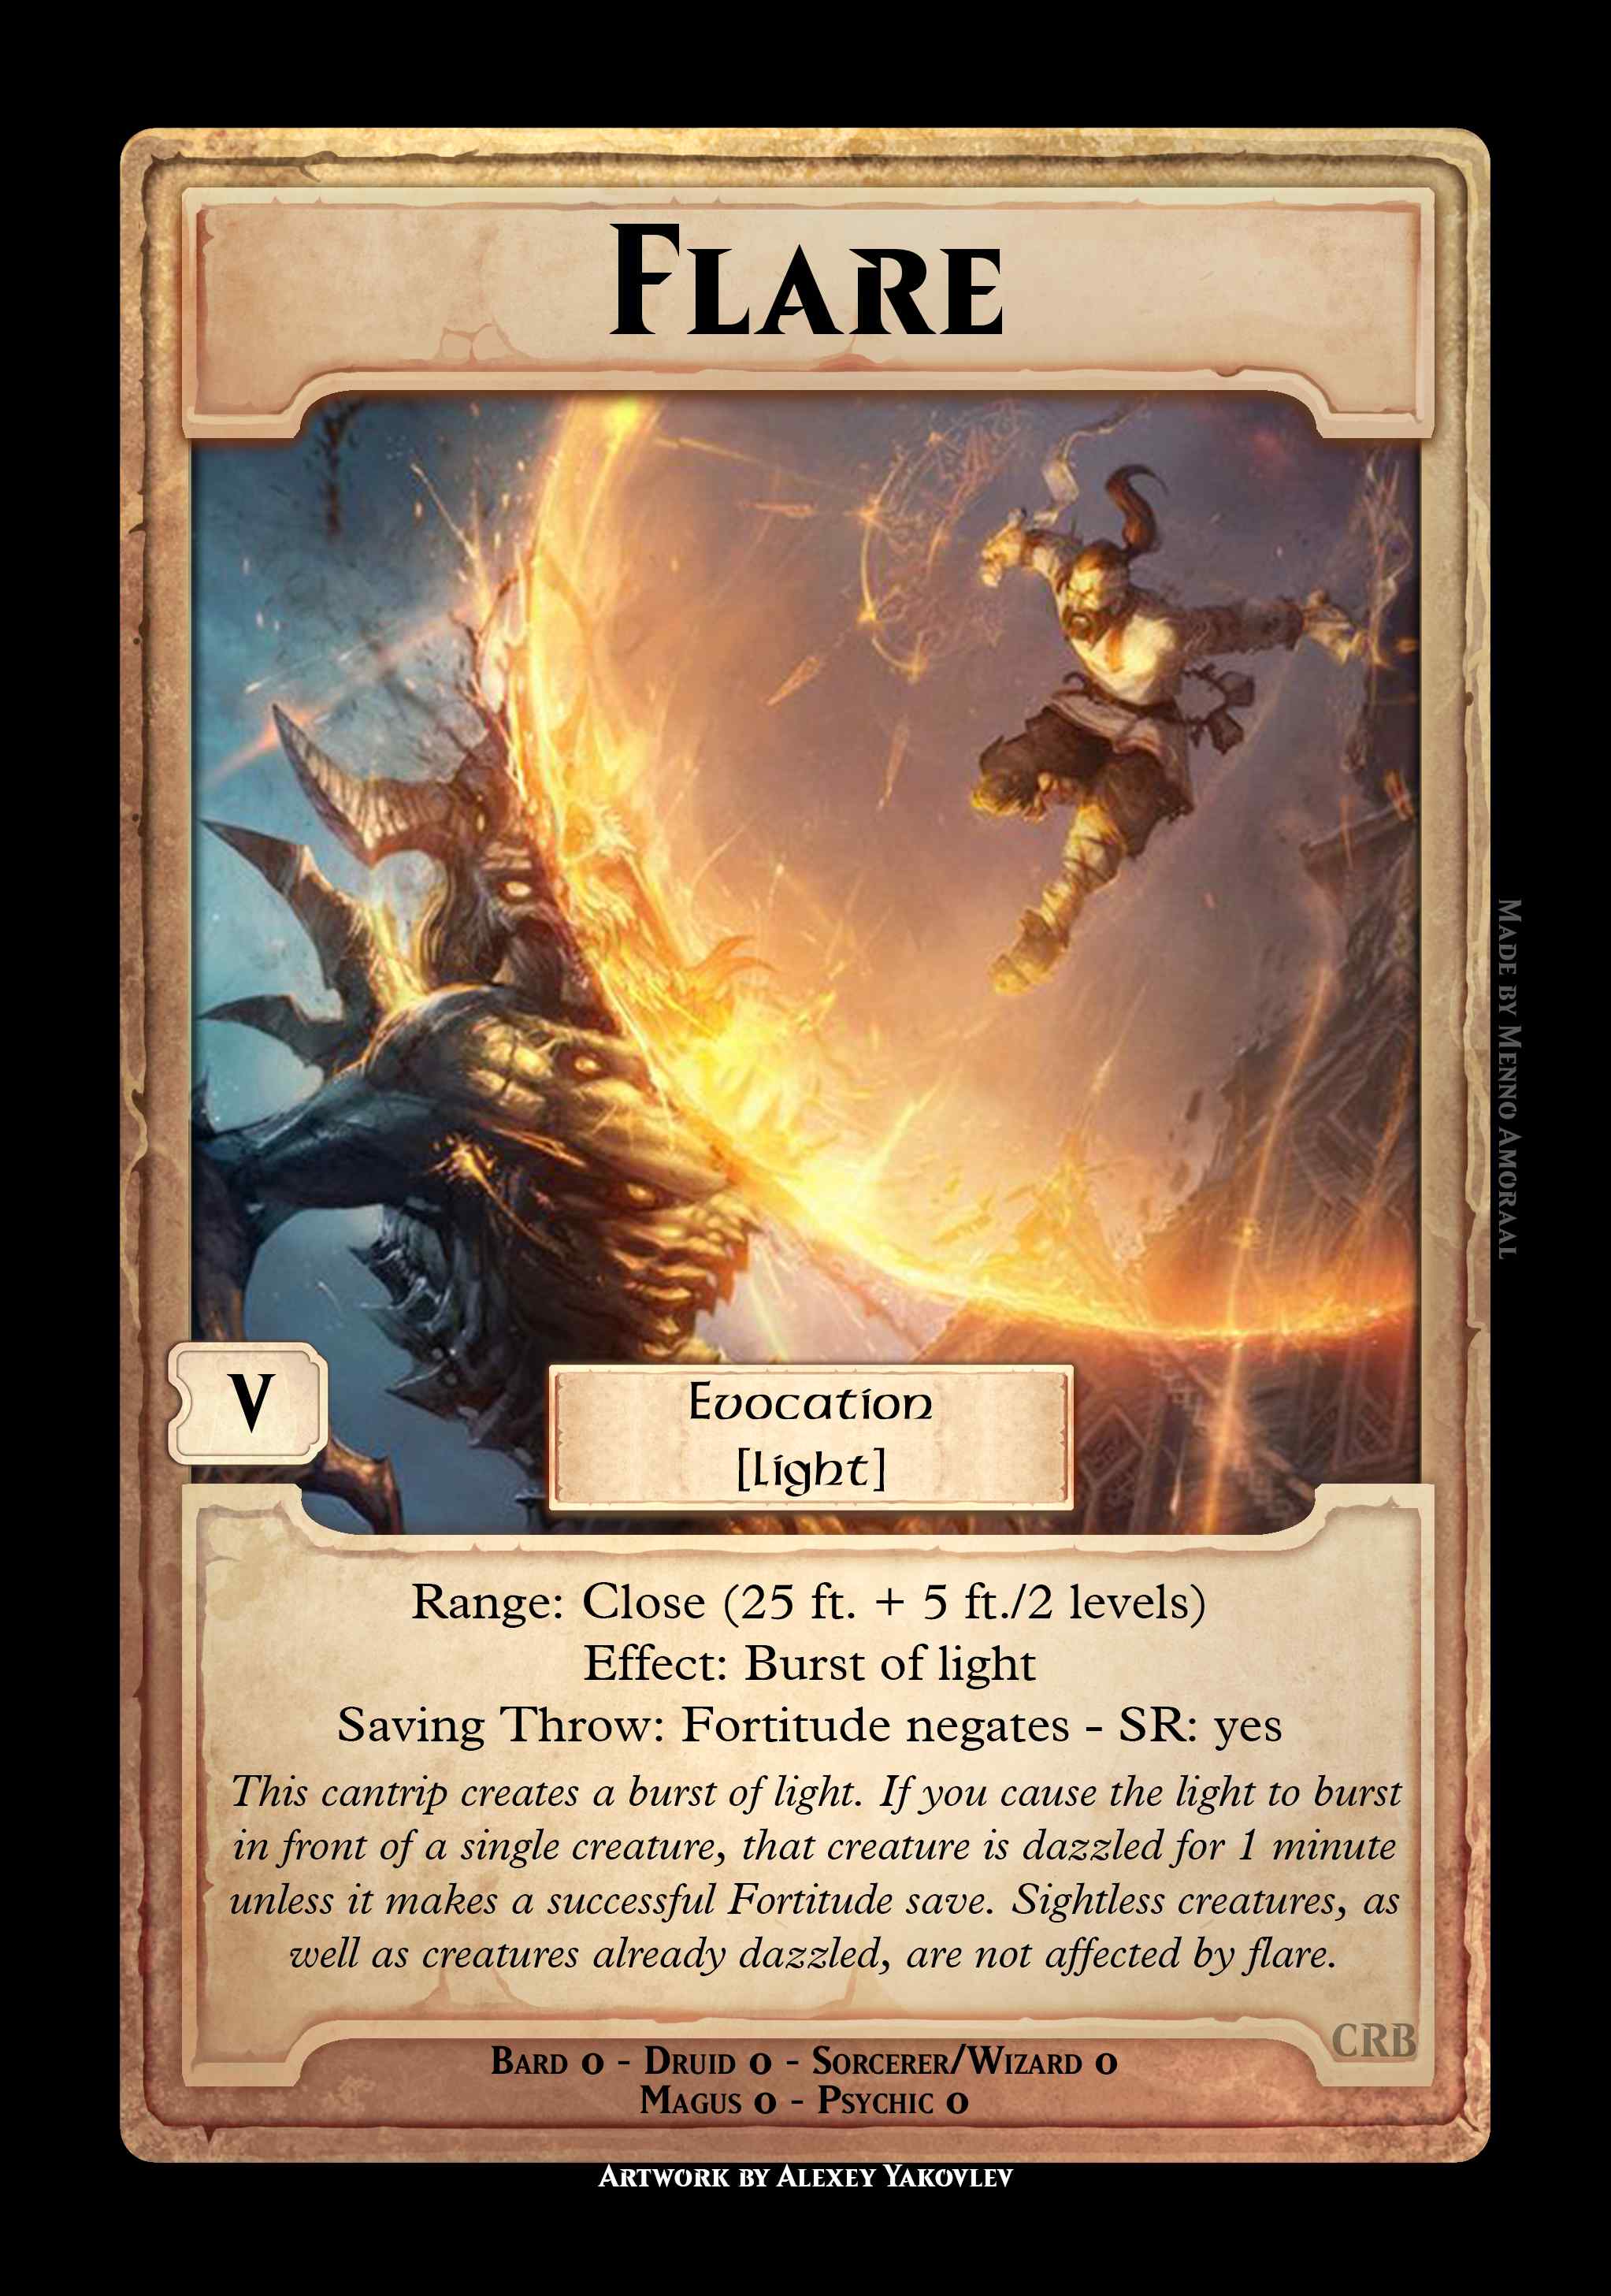 Flare
V
Evocation
[Light]
Range: Close (25 ft. + 5 ft./2 levels)
Effect: Burst of light
Saving Throw: Fortitude negates - SR: yes
This cantrip creates a burst of light. If you cause the light to burst
in front of a single creature, that creature is dazzled for 1 minute
unless it makes a successful Fortitude save. Sightless creatures, as
well as creatures already dazzled, are not affected by flare.
CRB
Bard 0 - Druid 0 - Sorcerer/Wizard 0
Magus 0 - Psychic 0
Artwork by Alexey Yakovlev
Made by Menno Amoraal